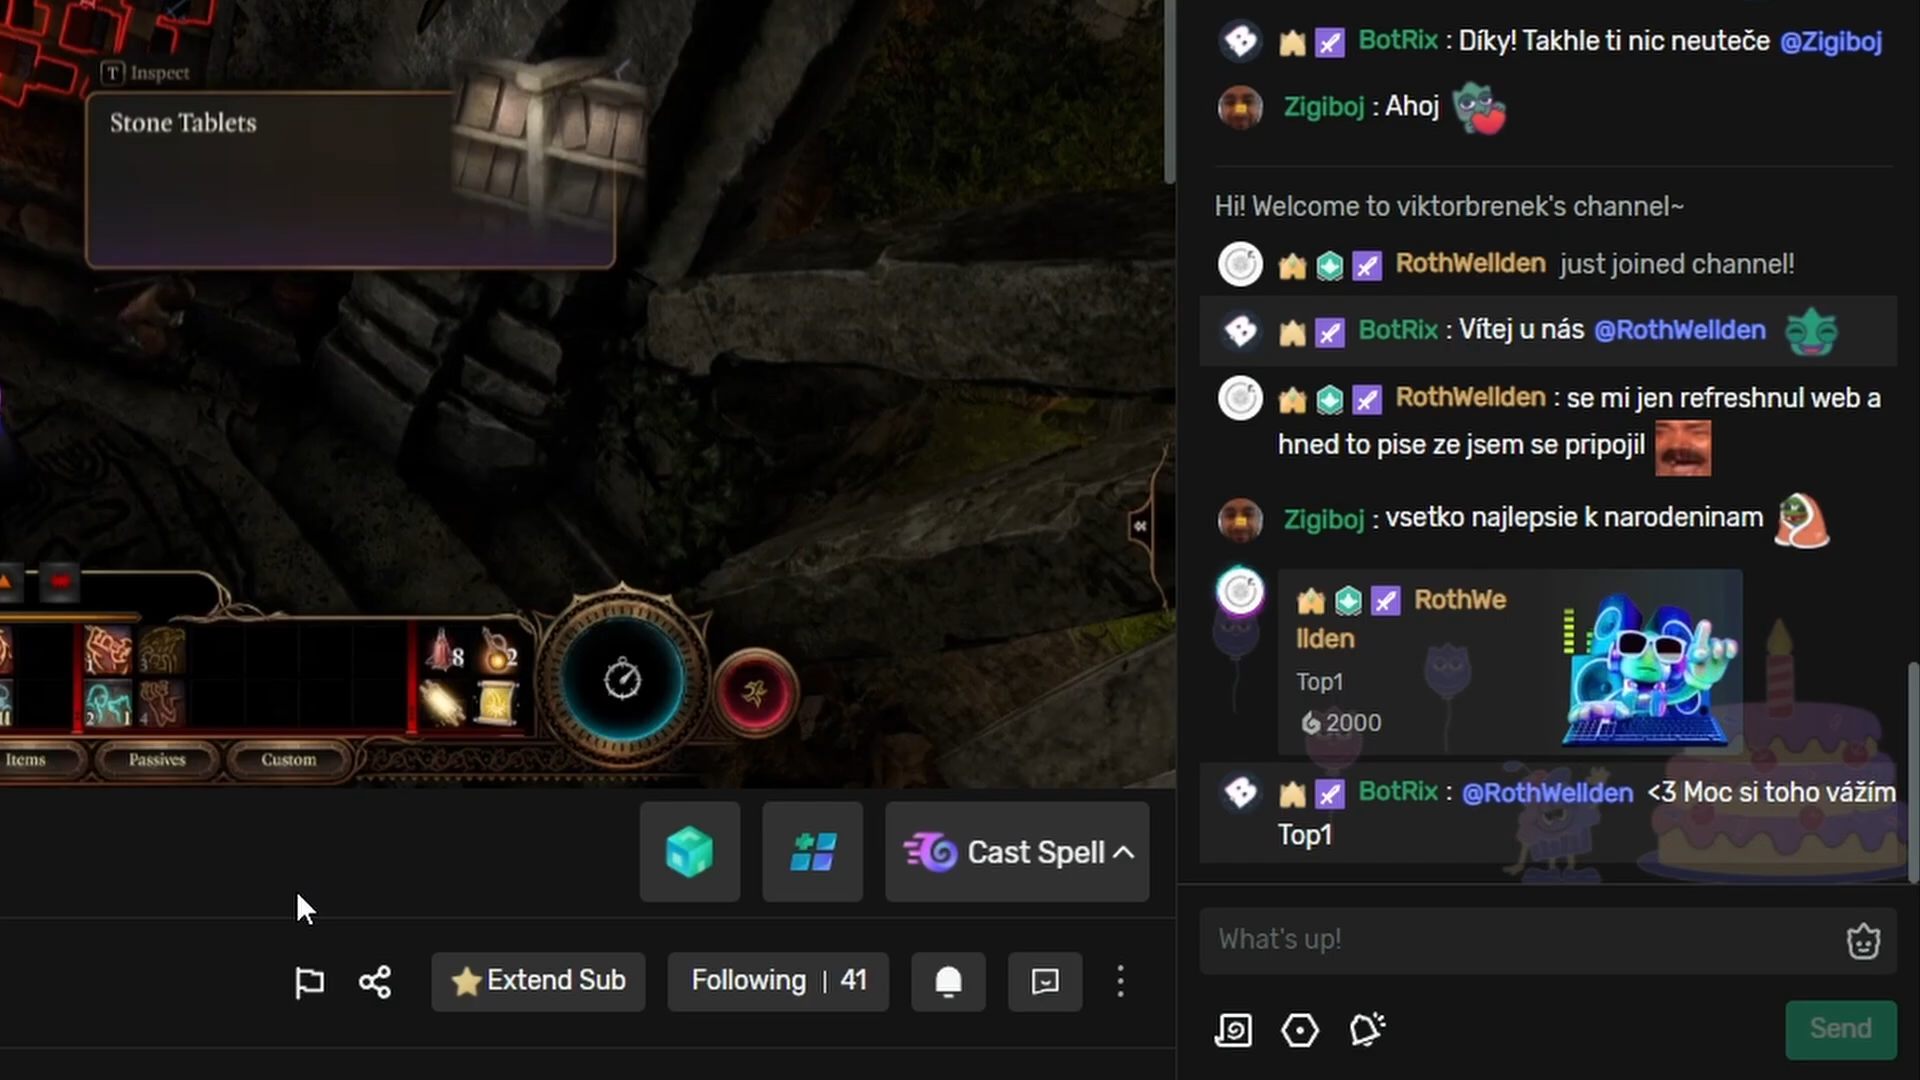 T Inspect
Stone Tablets
8
2
1
3
2 1
4
Items
Passives
Custom
Cast Spell
Extend Sub
Following | 41
BotRix : Díky! Takhle ti nic neuteče @Zigiboj
Zigiboj : Ahoj
Hi! Welcome to viktorbrenek's channel~
RothWellden just joined channel!
BotRix : Vítej u nás @RothWellden
RothWellden : se mi jen refreshnul web a
hned to pise ze jsem se pripojil
Zigiboj : vsetko najlepsie k narodeninam
RothWe
llden
Top1
2000
BotRix : @RothWellden <3 Moc si toho vážím
Top1
What's up!
Send